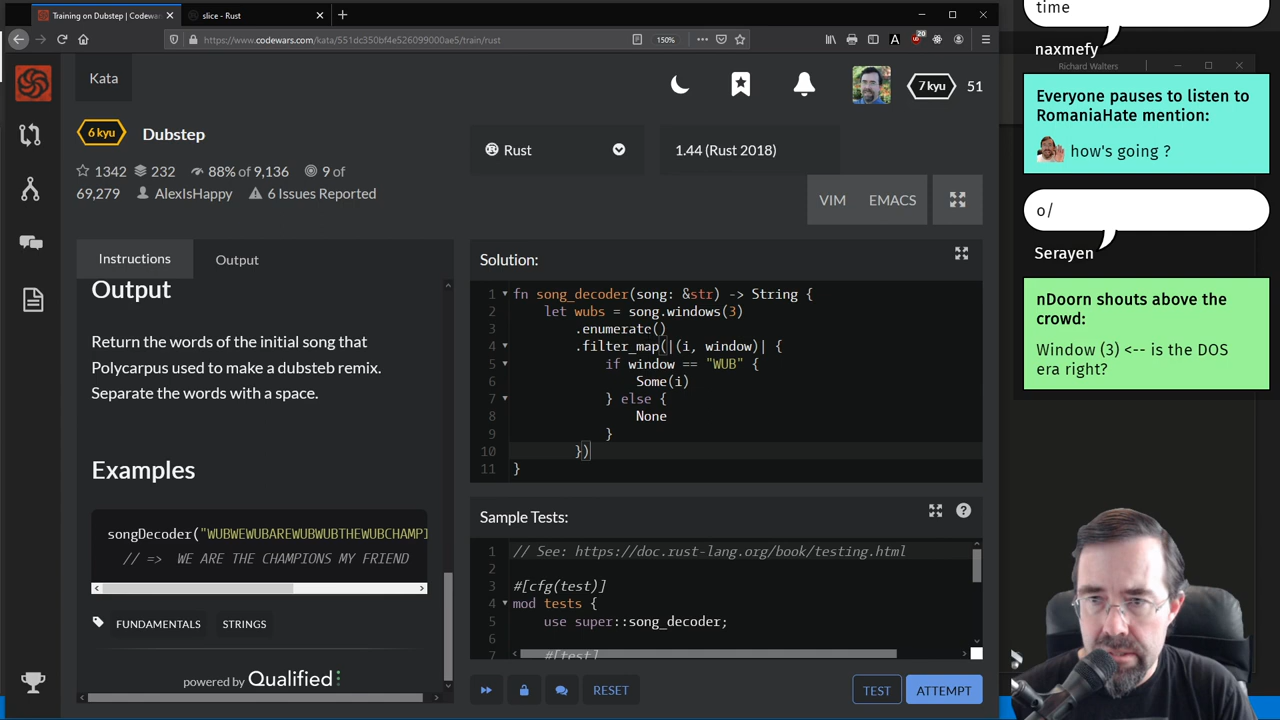 Training on Dubstep | Codewar
slice - Rust
https://www.codewars.com/kata/551dc350bf4e526099000ae5/train/rust
150%
20
Kata
7 kyu
51
6 kyu
Dubstep
1342
232
88% of 9,136
9 of
69,279
AlexIsHappy
6 Issues Reported
Rust
1.44 (Rust 2018)
VIM
EMACS
Instructions
Output
Output
Return the words of the initial song that
Polycarpus used to make a dubsteb remix.
Separate the words with a space.
Examples
songDecoder("WUBWEWUBAREWUBWUBTHEWUBCHAMPI
// => WE ARE THE CHAMPIONS MY FRIEND
FUNDAMENTALS
STRINGS
powered by Qualified
Solution:
1 fn song_decoder(song: &str) -> String {
2 let wubs = song.windows(3)
3 .enumerate()
4 .filter_map(|(i, window)| {
5 if window == "WUB" {
6 Some(i)
7 } else {
8 None
9 }
10 })
11 }
Sample Tests:
1 // See: https://doc.rust-lang.org/book/testing.html
2
3 #[cfg(test)]
4 mod tests {
5 use super::song_decoder;
6
7 #[test]
RESET
TEST
ATTEMPT
time
naxmefy
Richard Walters
Everyone pauses to listen to
RomaniaHate mention:
how's going ?
o/
Serayen
nDoorn shouts above the
crowd:
Window (3) <-- is the DOS
era right?